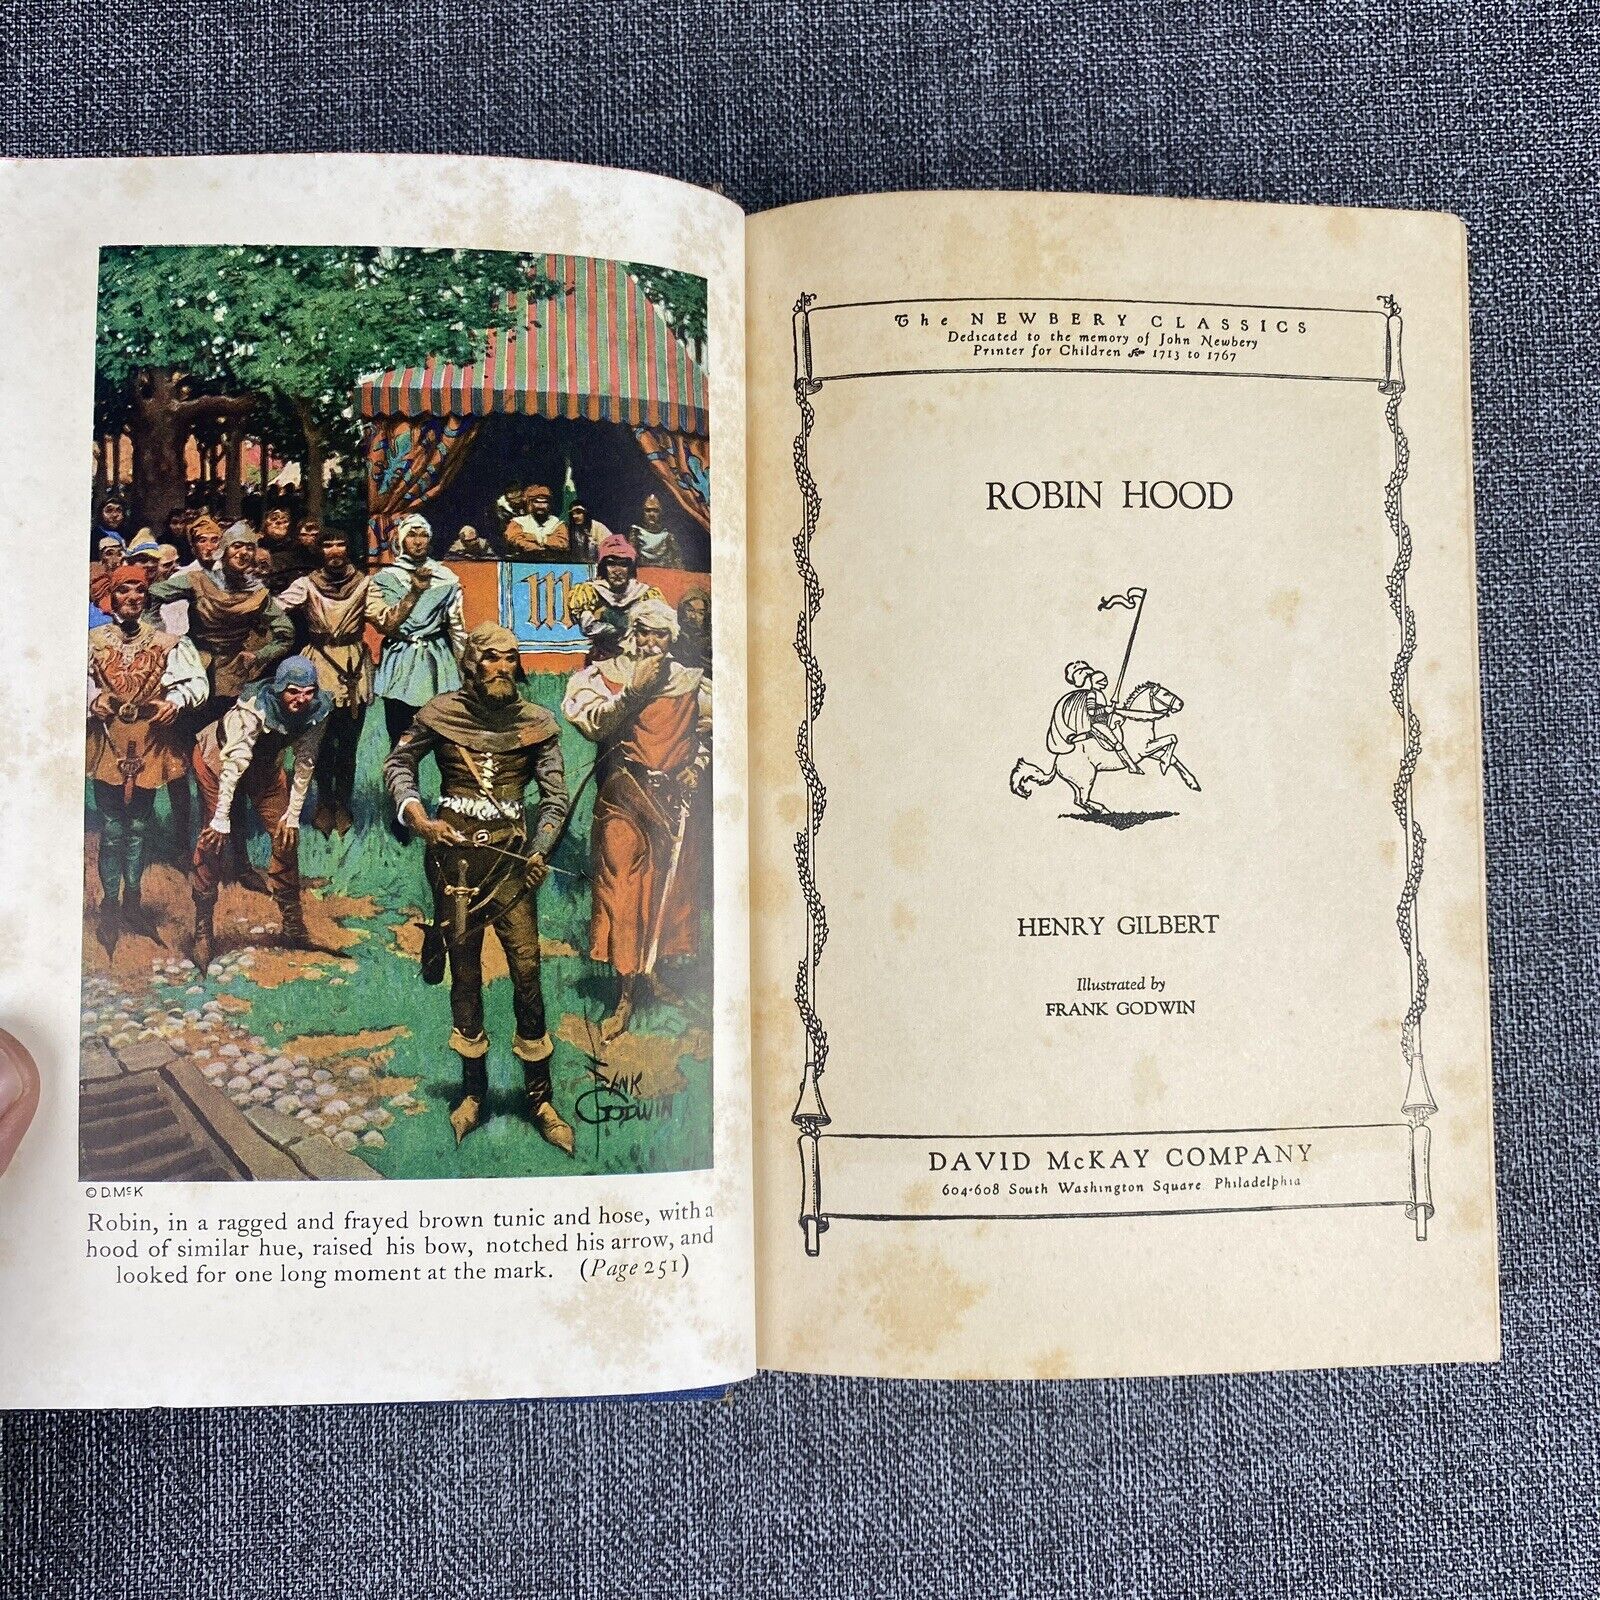 M
FRANK
GODWIN
© D. McK
Robin, in a ragged and frayed brown tunic and hose, with a
hood of similar hue, raised his bow, notched his arrow, and
looked for one long moment at the mark. (Page 251)
The NEWBERY CLASSICS
Dedicated to the memory of John Newbery
Printer for Children 1713 to 1767
ROBIN HOOD
HENRY GILBERT
Illustrated by
FRANK GODWIN
DAVID McKAY COMPANY
604-608 South Washington Square Philadelphia